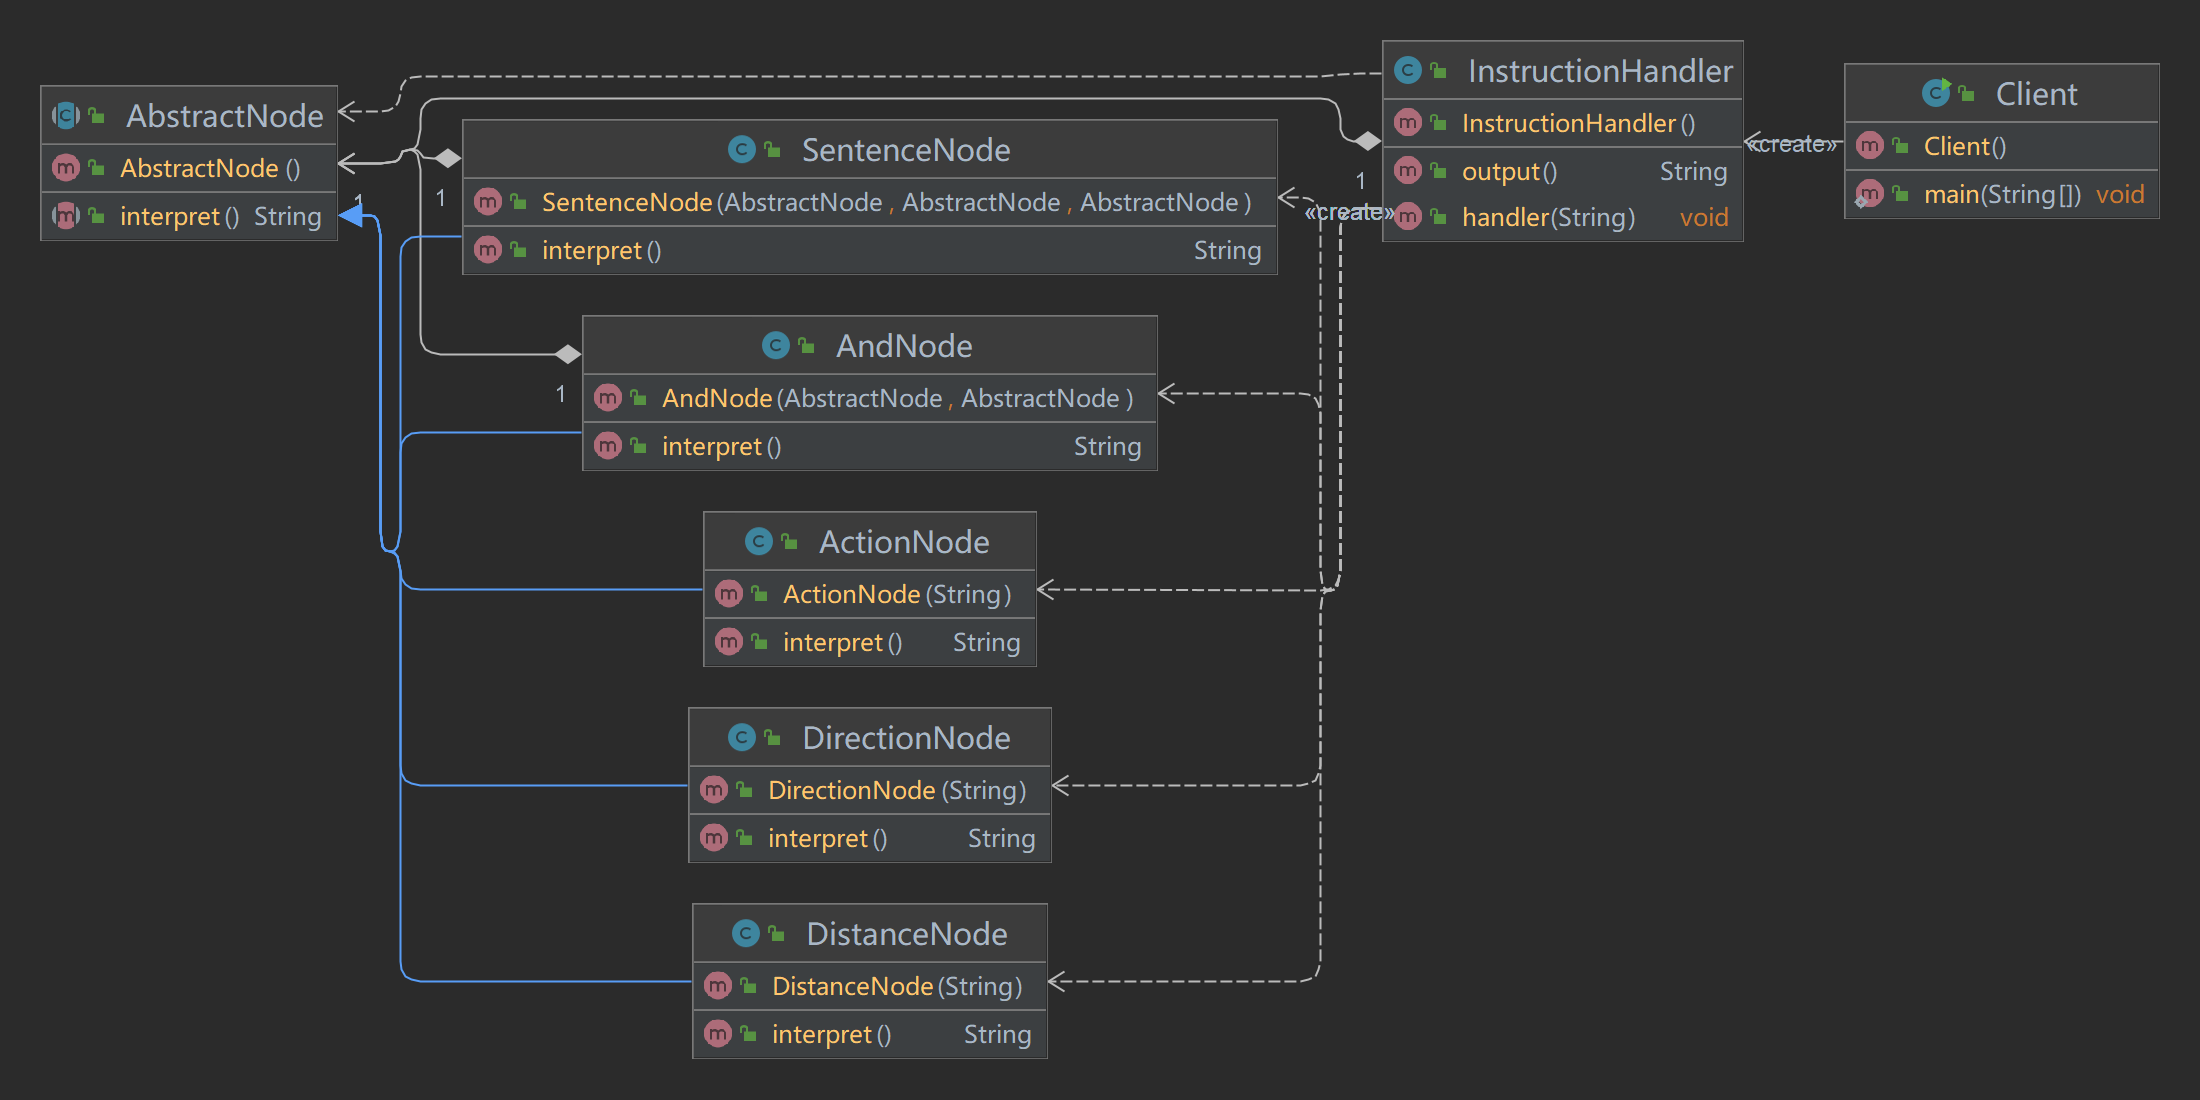 AbstractNode
AbstractNode()
interpret() String
1
SentenceNode
1
SentenceNode(AbstractNode, AbstractNode, AbstractNode)
interpret() String
AndNode
1
AndNode(AbstractNode, AbstractNode)
interpret() String
ActionNode
ActionNode(String)
interpret() String
DirectionNode
DirectionNode(String)
interpret() String
DistanceNode
DistanceNode(String)
interpret() String
InstructionHandler
InstructionHandler()
1
output() String
«create»
handler(String) void
«create»
Client
Client()
main(String[]) void